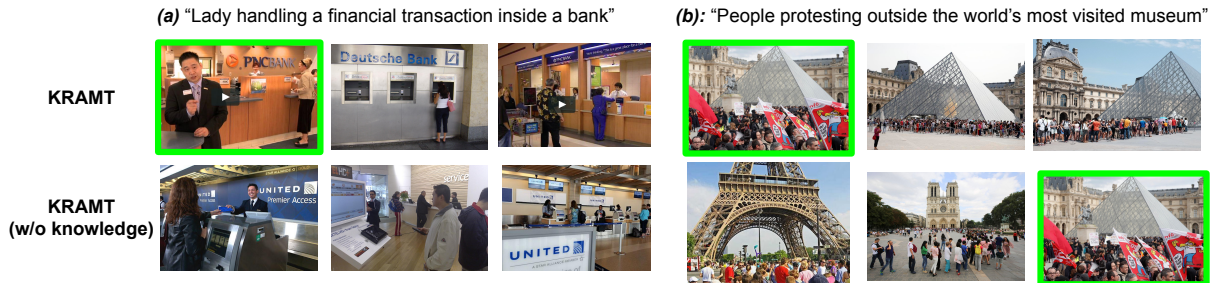 (a) “Lady handling a financial transaction inside a bank”
(b): “People protesting outside the world’s most visited museum”
KRAMT
PNCBANK
Deutsche Bank
KRAMT
(w/o knowledge)
UNITED
Premier Access
service
UNITED